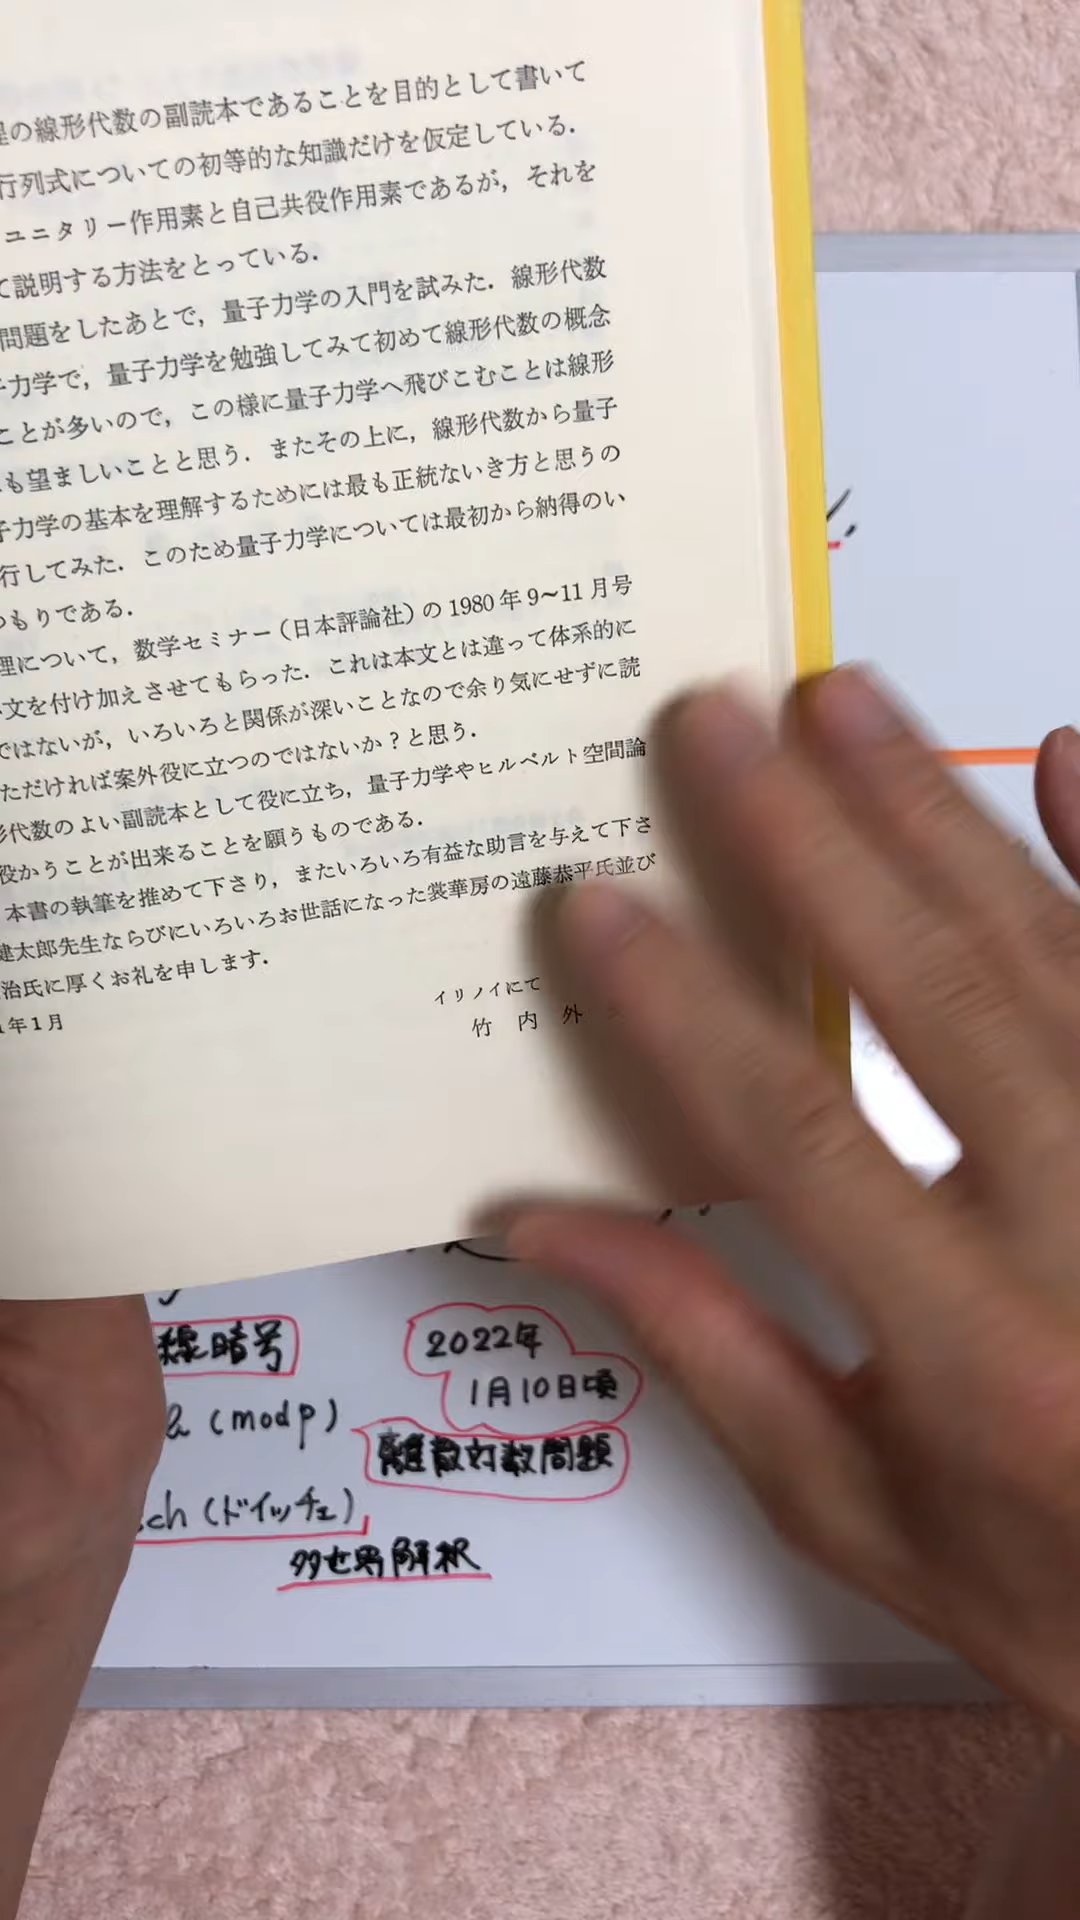 の線形代数の副読本であることを目的として書いて
行列式についての初等的な知識だけを仮定している.
ユニタリー作用素と自己共役作用素であるが，それを
て説明する方法をとっている.
問題をしたあとで，量子力学の入門を試みた．線形代数
力学で，量子力学を勉強してみて初めて線形代数の概念
ことが多いので，この様に量子力学へ飛びこむことは線形
も望ましいことと思う．またその上に，線形代数から量子
子力学の基本を理解するためには最も正統ないき方と思うの
行してみた．このため量子力学については最初から納得のい
つもりである．
理について，数学セミナー（日本評論社）の1980年9~11月号
文を付け加えさせてもらった．これは本文とは違って体系的に
ではないが，いろいろと関係が深いことなので余り気にせずに読
ただければ案外役に立つのではないか？と思う．
形代数のよい副読本として役に立ち，量子力学やヒルベルト空間論
役かうことが出来ることを願うものである．
本書の執筆を推めて下さり，またいろいろ有益な助言を与えて下さ
健太郎先生ならびにいろいろお世話になった裳華房の遠藤恭平氏並び
治氏に厚くお礼を申します．
年1月
イリノイにて
竹内外
線暗号
2022年
1月10日頃
(mod p)
離散対数問題
ch (ドイッチェ)
多世界解釈